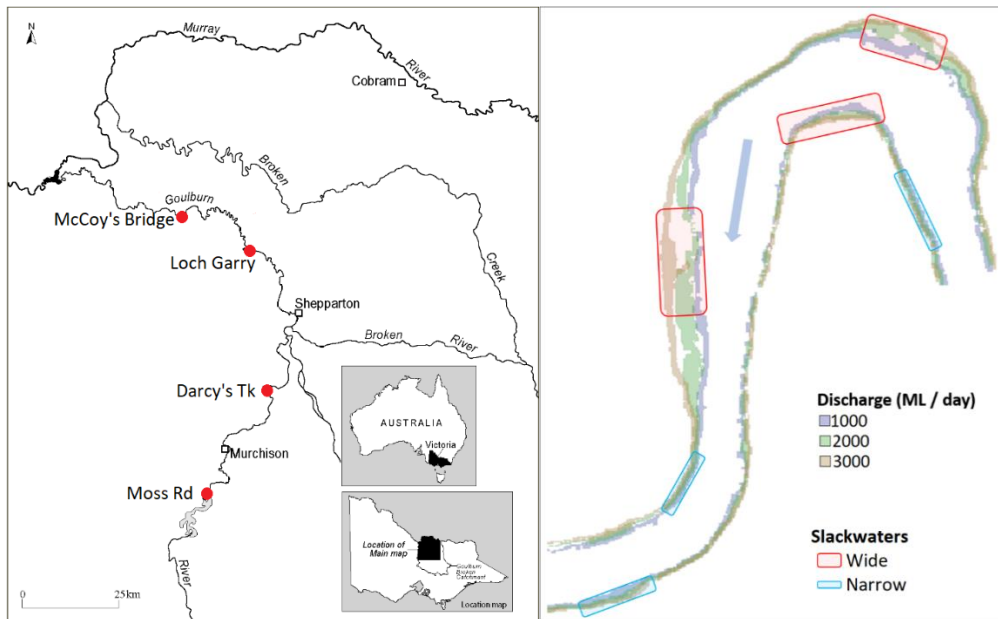 N
Murray
River
Cobram
Broken
Goulburn
McCoy's Bridge
Loch Garry
Creek
Shepparton
Broken
River
Darcy's Tk
AUSTRALIA
Victoria
Murchison
Moss Rd
Location of
Main map
Goulburn
Broken
Catchment
River
0
25km
Location map
Discharge (ML / day)
1000
2000
3000
Slackwaters
Wide
Narrow